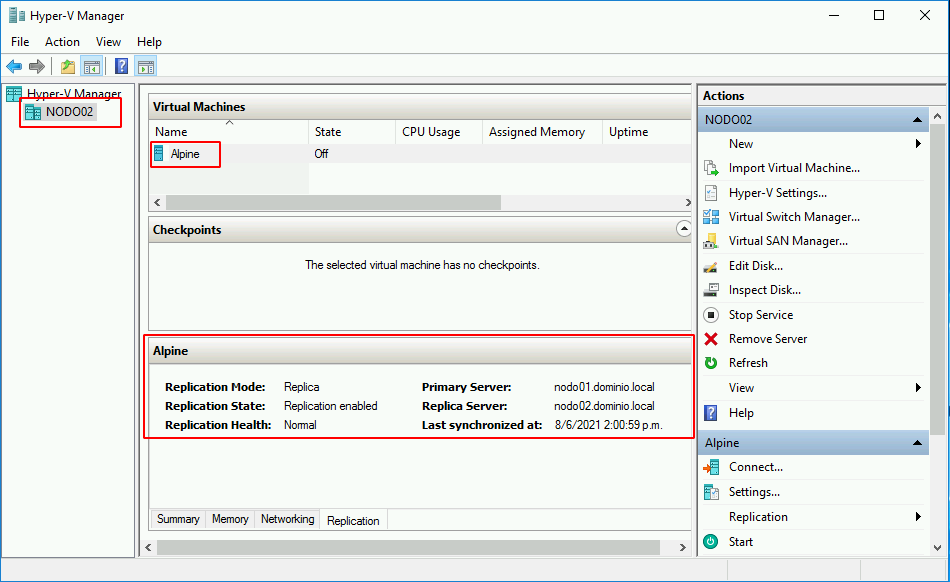 Hyper-V Manager
File Action View Help
Hyper-V Manager
NODO02
Virtual Machines
Name State CPU Usage Assigned Memory Uptime
Alpine Off
Checkpoints
The selected virtual machine has no checkpoints.
Alpine
Replication Mode: Replica Primary Server: nodo01.dominio.local
Replication State: Replication enabled Replica Server: nodo02.dominio.local
Replication Health: Normal Last synchronized at: 8/6/2021 2:00:59 p.m.
Summary Memory Networking Replication
Actions
NODO02
New
Import Virtual Machine...
Hyper-V Settings...
Virtual Switch Manager...
Virtual SAN Manager...
Edit Disk...
Inspect Disk...
Stop Service
Remove Server
Refresh
View
Help
Alpine
Connect...
Settings...
Replication
Start